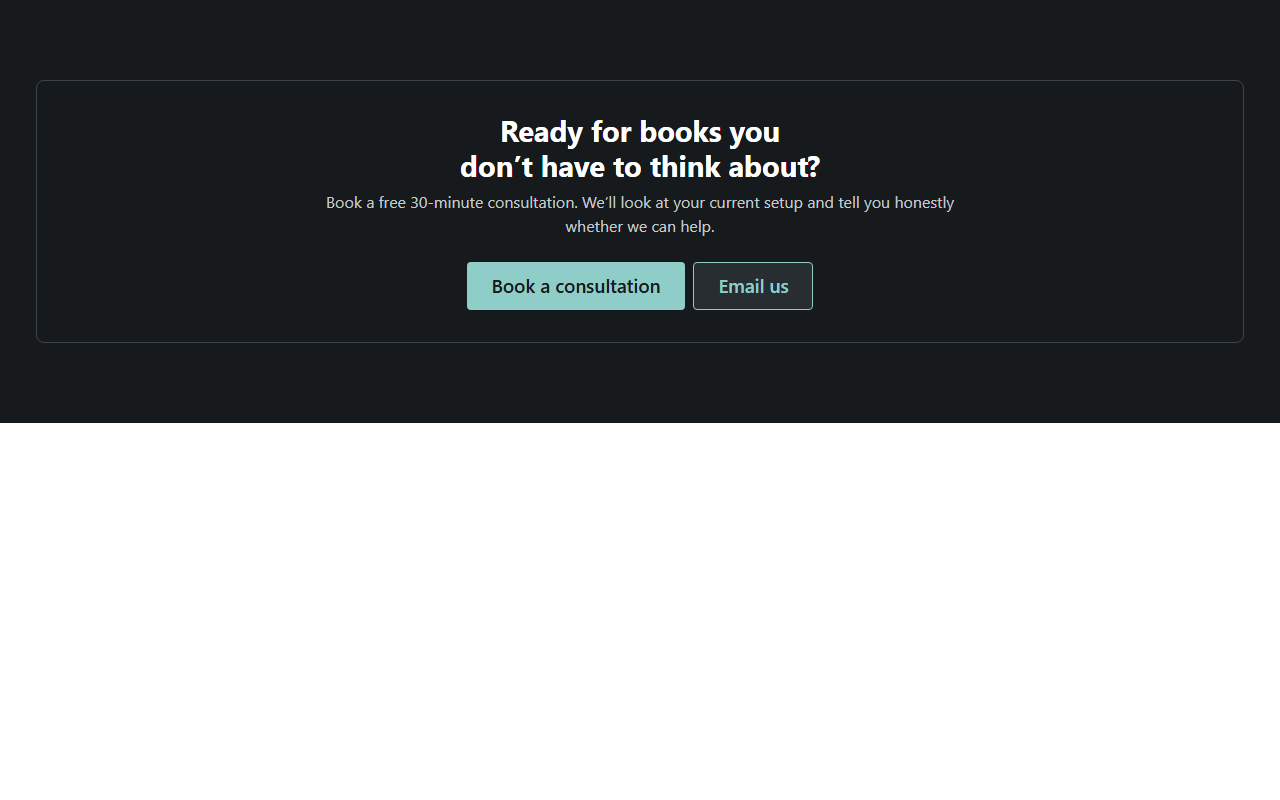 Ready for books you
don’t have to think about?
Book a free 30-minute consultation. We’ll look at your current setup and tell you honestly
whether we can help.
Book a consultation
Email us